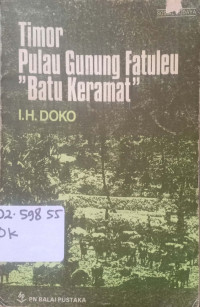 Timor
Pulau Gunung Fatuleu
"Batu Keramat"
I.H. DOKO
02·598 55
OK
PN BALAI PUSTAKA